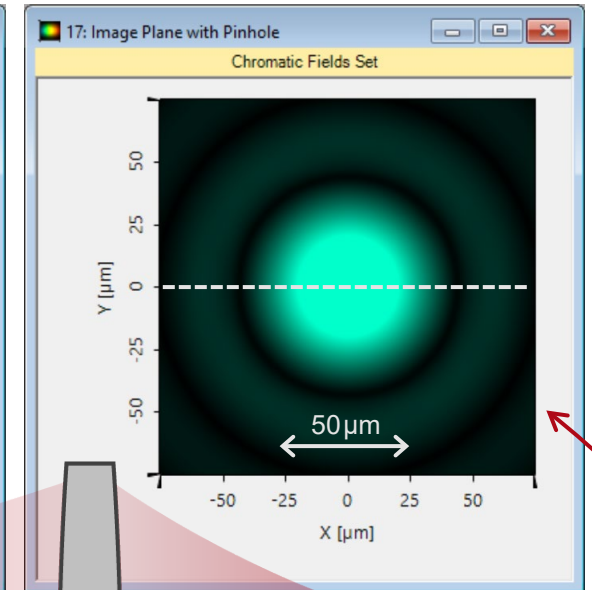 17: Image Plane with Pinhole
Chromatic Fields Set
50
25
0
-25
-50
Y [µm]
50µm
-50 -25 0 25 50
X [µm]